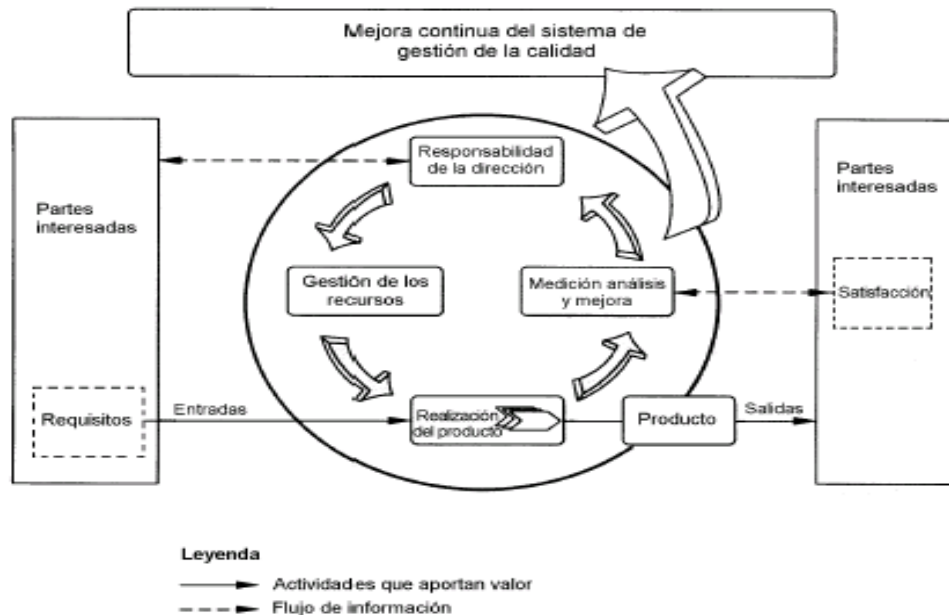 Mejora continua del sistema de
gestión de la calidad
Responsabilidad
de la dirección
Partes
interesadas
Partes
interesadas
Gestión de los
recursos
Medición análisis
y mejora
Satisfacción
Requisitos
Entradas
Realización
del producto
Producto
Salidas
Leyenda
Actividades que aportan valor
Flujo de información